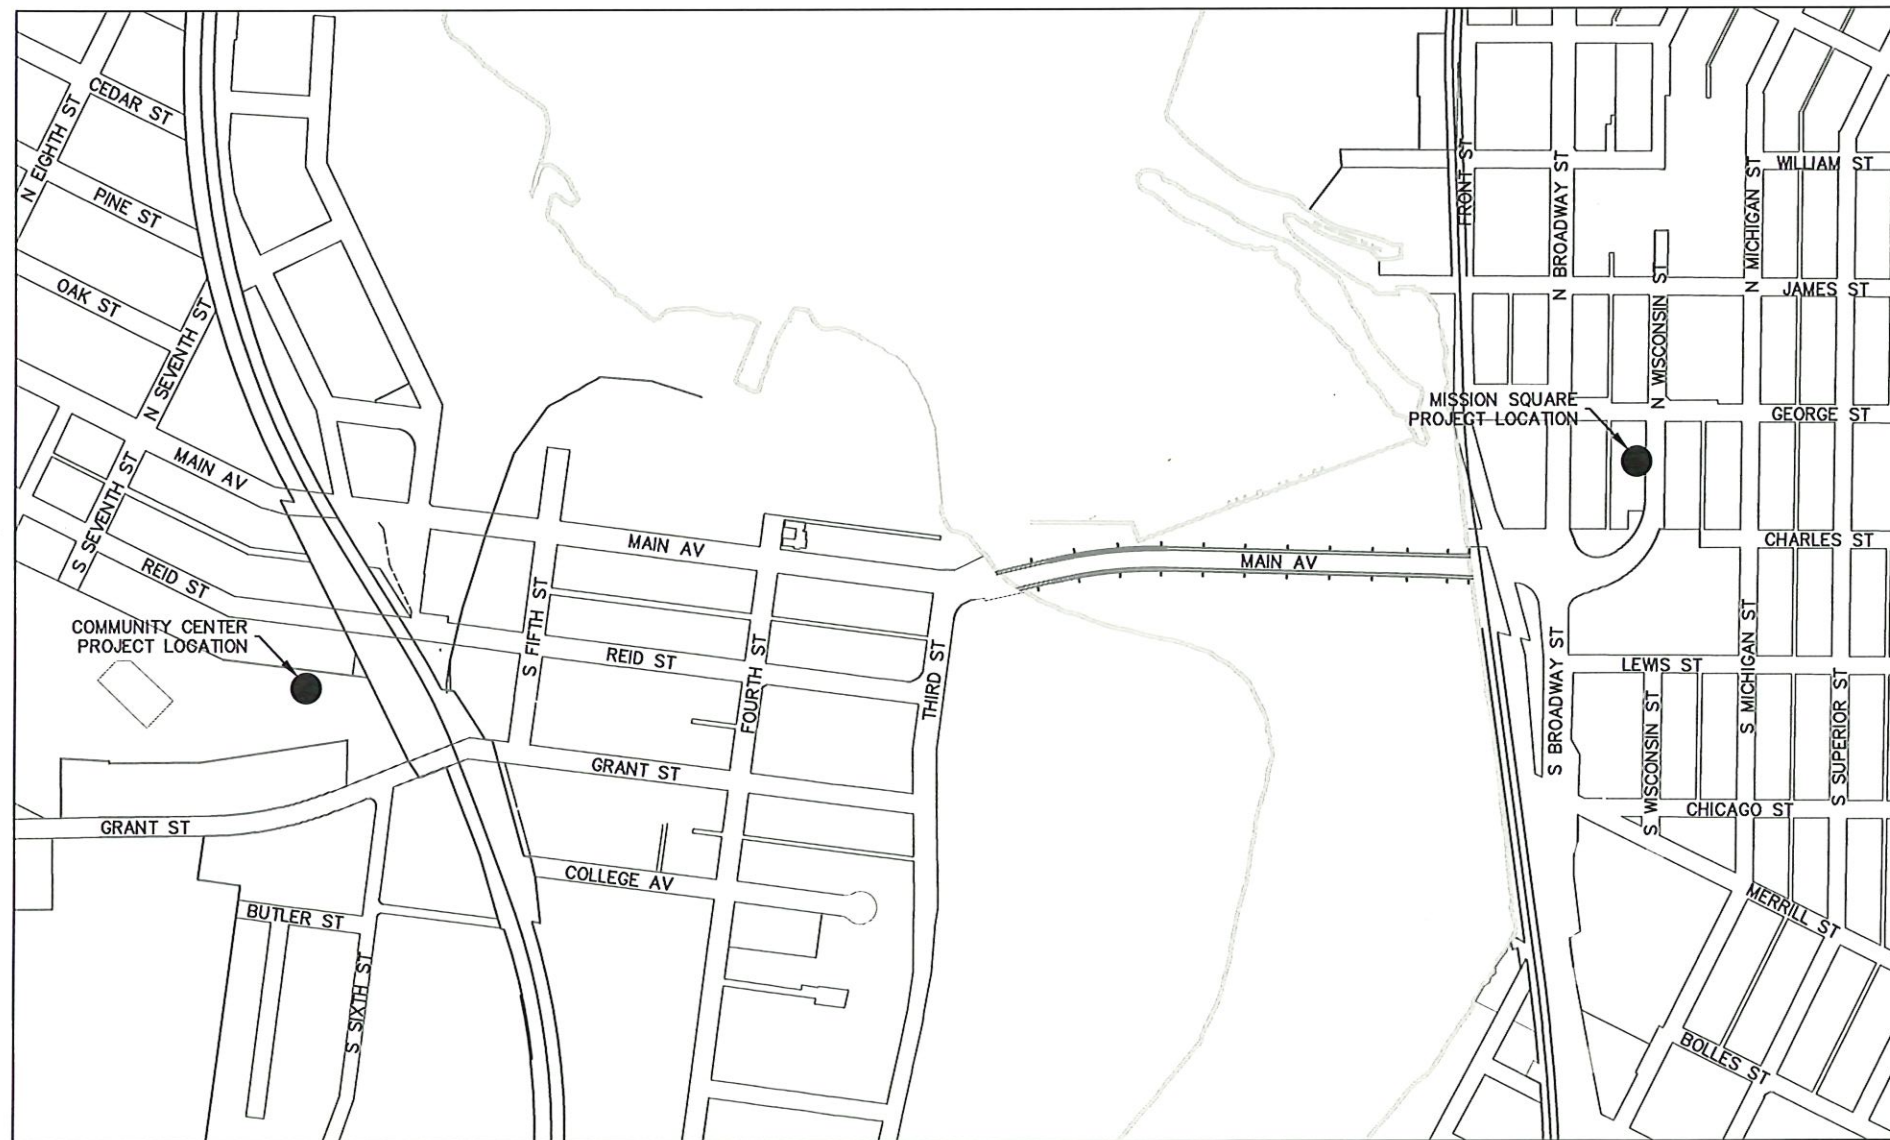 CEDAR ST
N EIGHTH ST
PINE ST
OAK ST
N SEVENTH ST
MAIN AV
S SEVENTH ST
REID ST
COMMUNITY CENTER
PROJECT LOCATION
GRANT ST
BUTLER ST
S SIXTH ST
MAIN AV
S FIFTH ST
REID ST
FOURTH ST
THIRD ST
GRANT ST
COLLEGE AV
MAIN AV
FRONT ST
N BROADWAY ST
N WISCONSIN ST
N MICHIGAN ST
WILLIAM ST
JAMES ST
MISSION SQUARE
PROJECT LOCATION
GEORGE ST
CHARLES ST
LEWIS ST
S BROADWAY ST
S WISCONSIN ST
S MICHIGAN ST
S SUPERIOR ST
CHICAGO ST
MERRILL ST
BOLLES ST